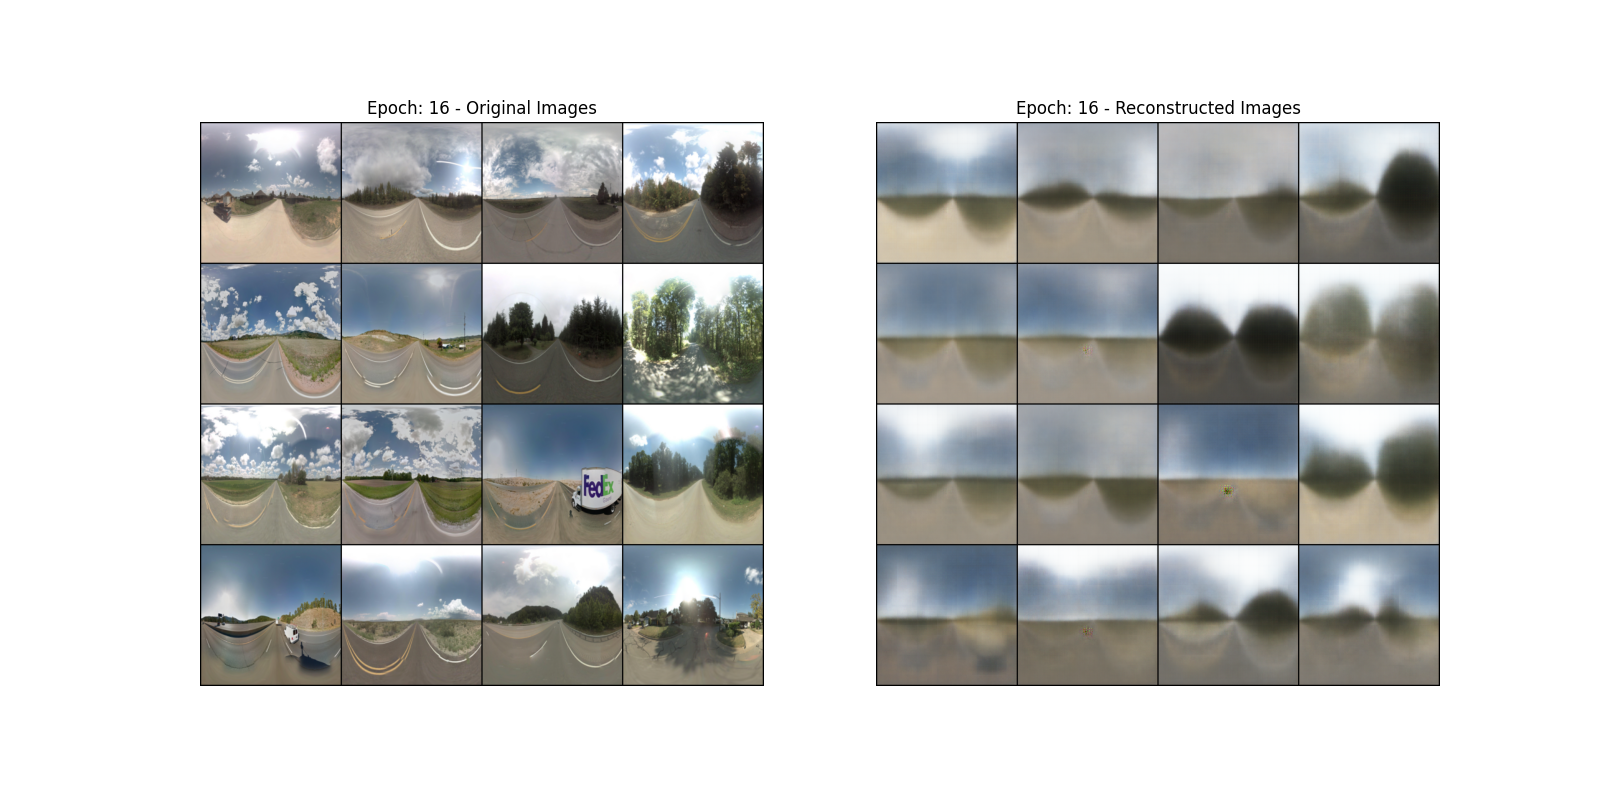 Epoch: 16 - Original Images
Epoch: 16 - Reconstructed Images
FedEx